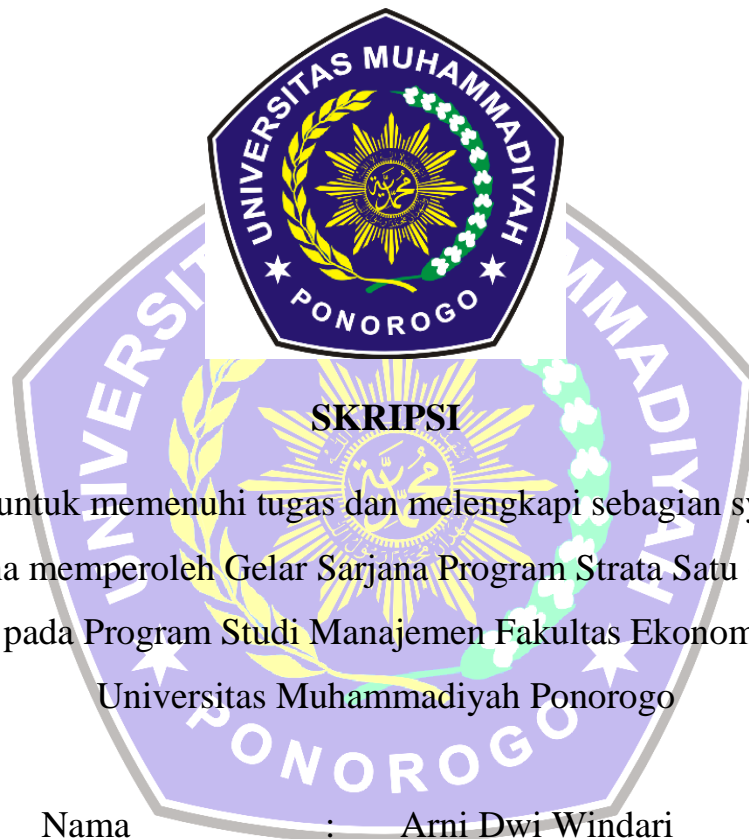 UNIVERSITAS MUHAMMADIYAH
PONOROGO
SKRIPSI
untuk memenuhi tugas dan melengkapi sebagian
memperoleh Gelar Sarjana Program Strata Satu
pada Program Studi Manajemen Fakultas
Universitas Muhammadiyah Ponorogo
PONOROGO
Nama : Arni Dwi Windari